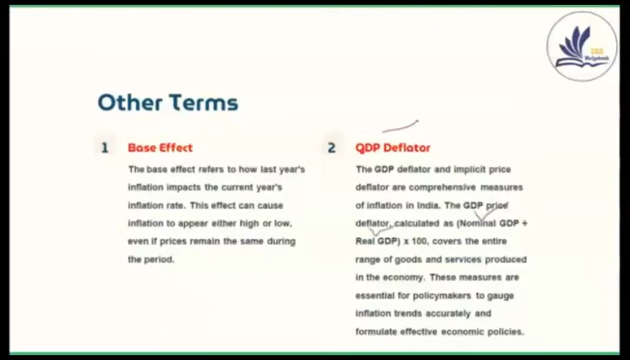 IAS
Helpdesk
Other Terms
1 Base Effect
The base effect refers to how last year's
inflation impacts the current year's
inflation rate. This effect can cause
inflation to appear either high or low,
even if prices remain the same during
the period.
2 GDP Deflator
The GDP deflator and implicit price
deflator are comprehensive measures
of inflation in India. The GDP price
deflator, calculated as (Nominal GDP ÷
Real GDP) x 100, covers the entire
range of goods and services produced
in the economy. These measures are
essential for policymakers to gauge
inflation trends accurately and
formulate effective economic policies.